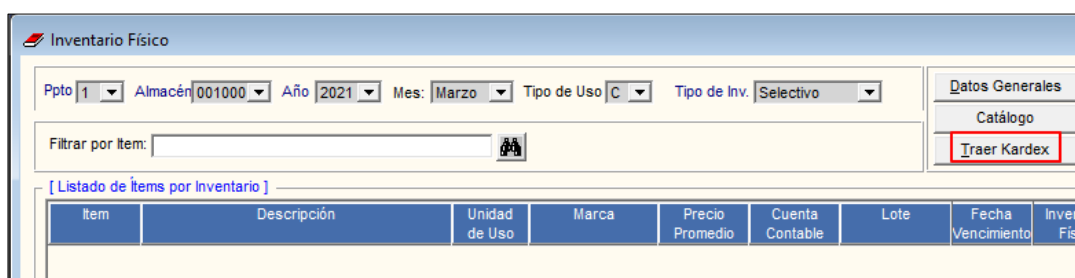 Inventario Físico
Ppto 1 Almacén 001000 Año 2021 Mes: Marzo Tipo de Uso C Tipo de Inv. Selectivo
Datos Generales
Catálogo
Filtrar por Item:
Traer Kardex
[ Listado de Ítems por Inventario ]
Item Descripción Unidad de Uso Marca Precio Promedio Cuenta Contable Lote Fecha Vencimiento